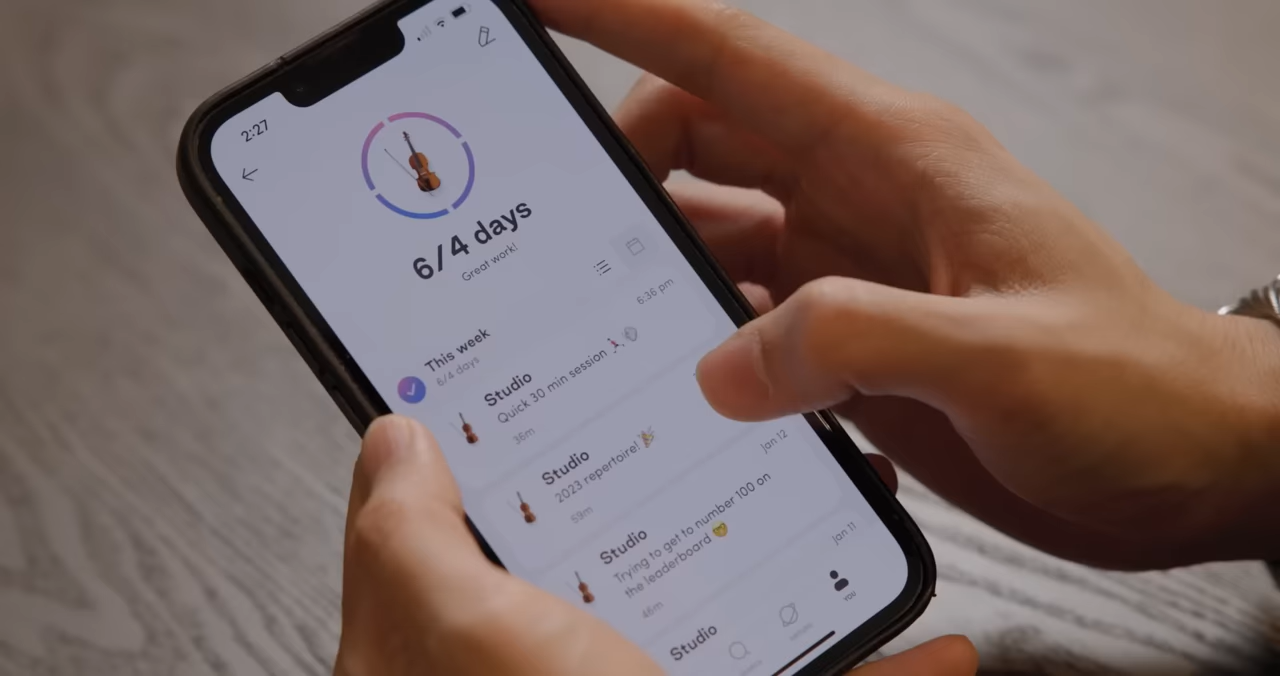 2:27
6/4 days
Great work!
This week
6/4 days
6:36 pm
Studio
Quick 30 min session
36m
Studio
2023 repertoire!
59m
Jan 12
Studio
Trying to get to number 100 on
the leaderboard
46m
Jan 11
Studio
You